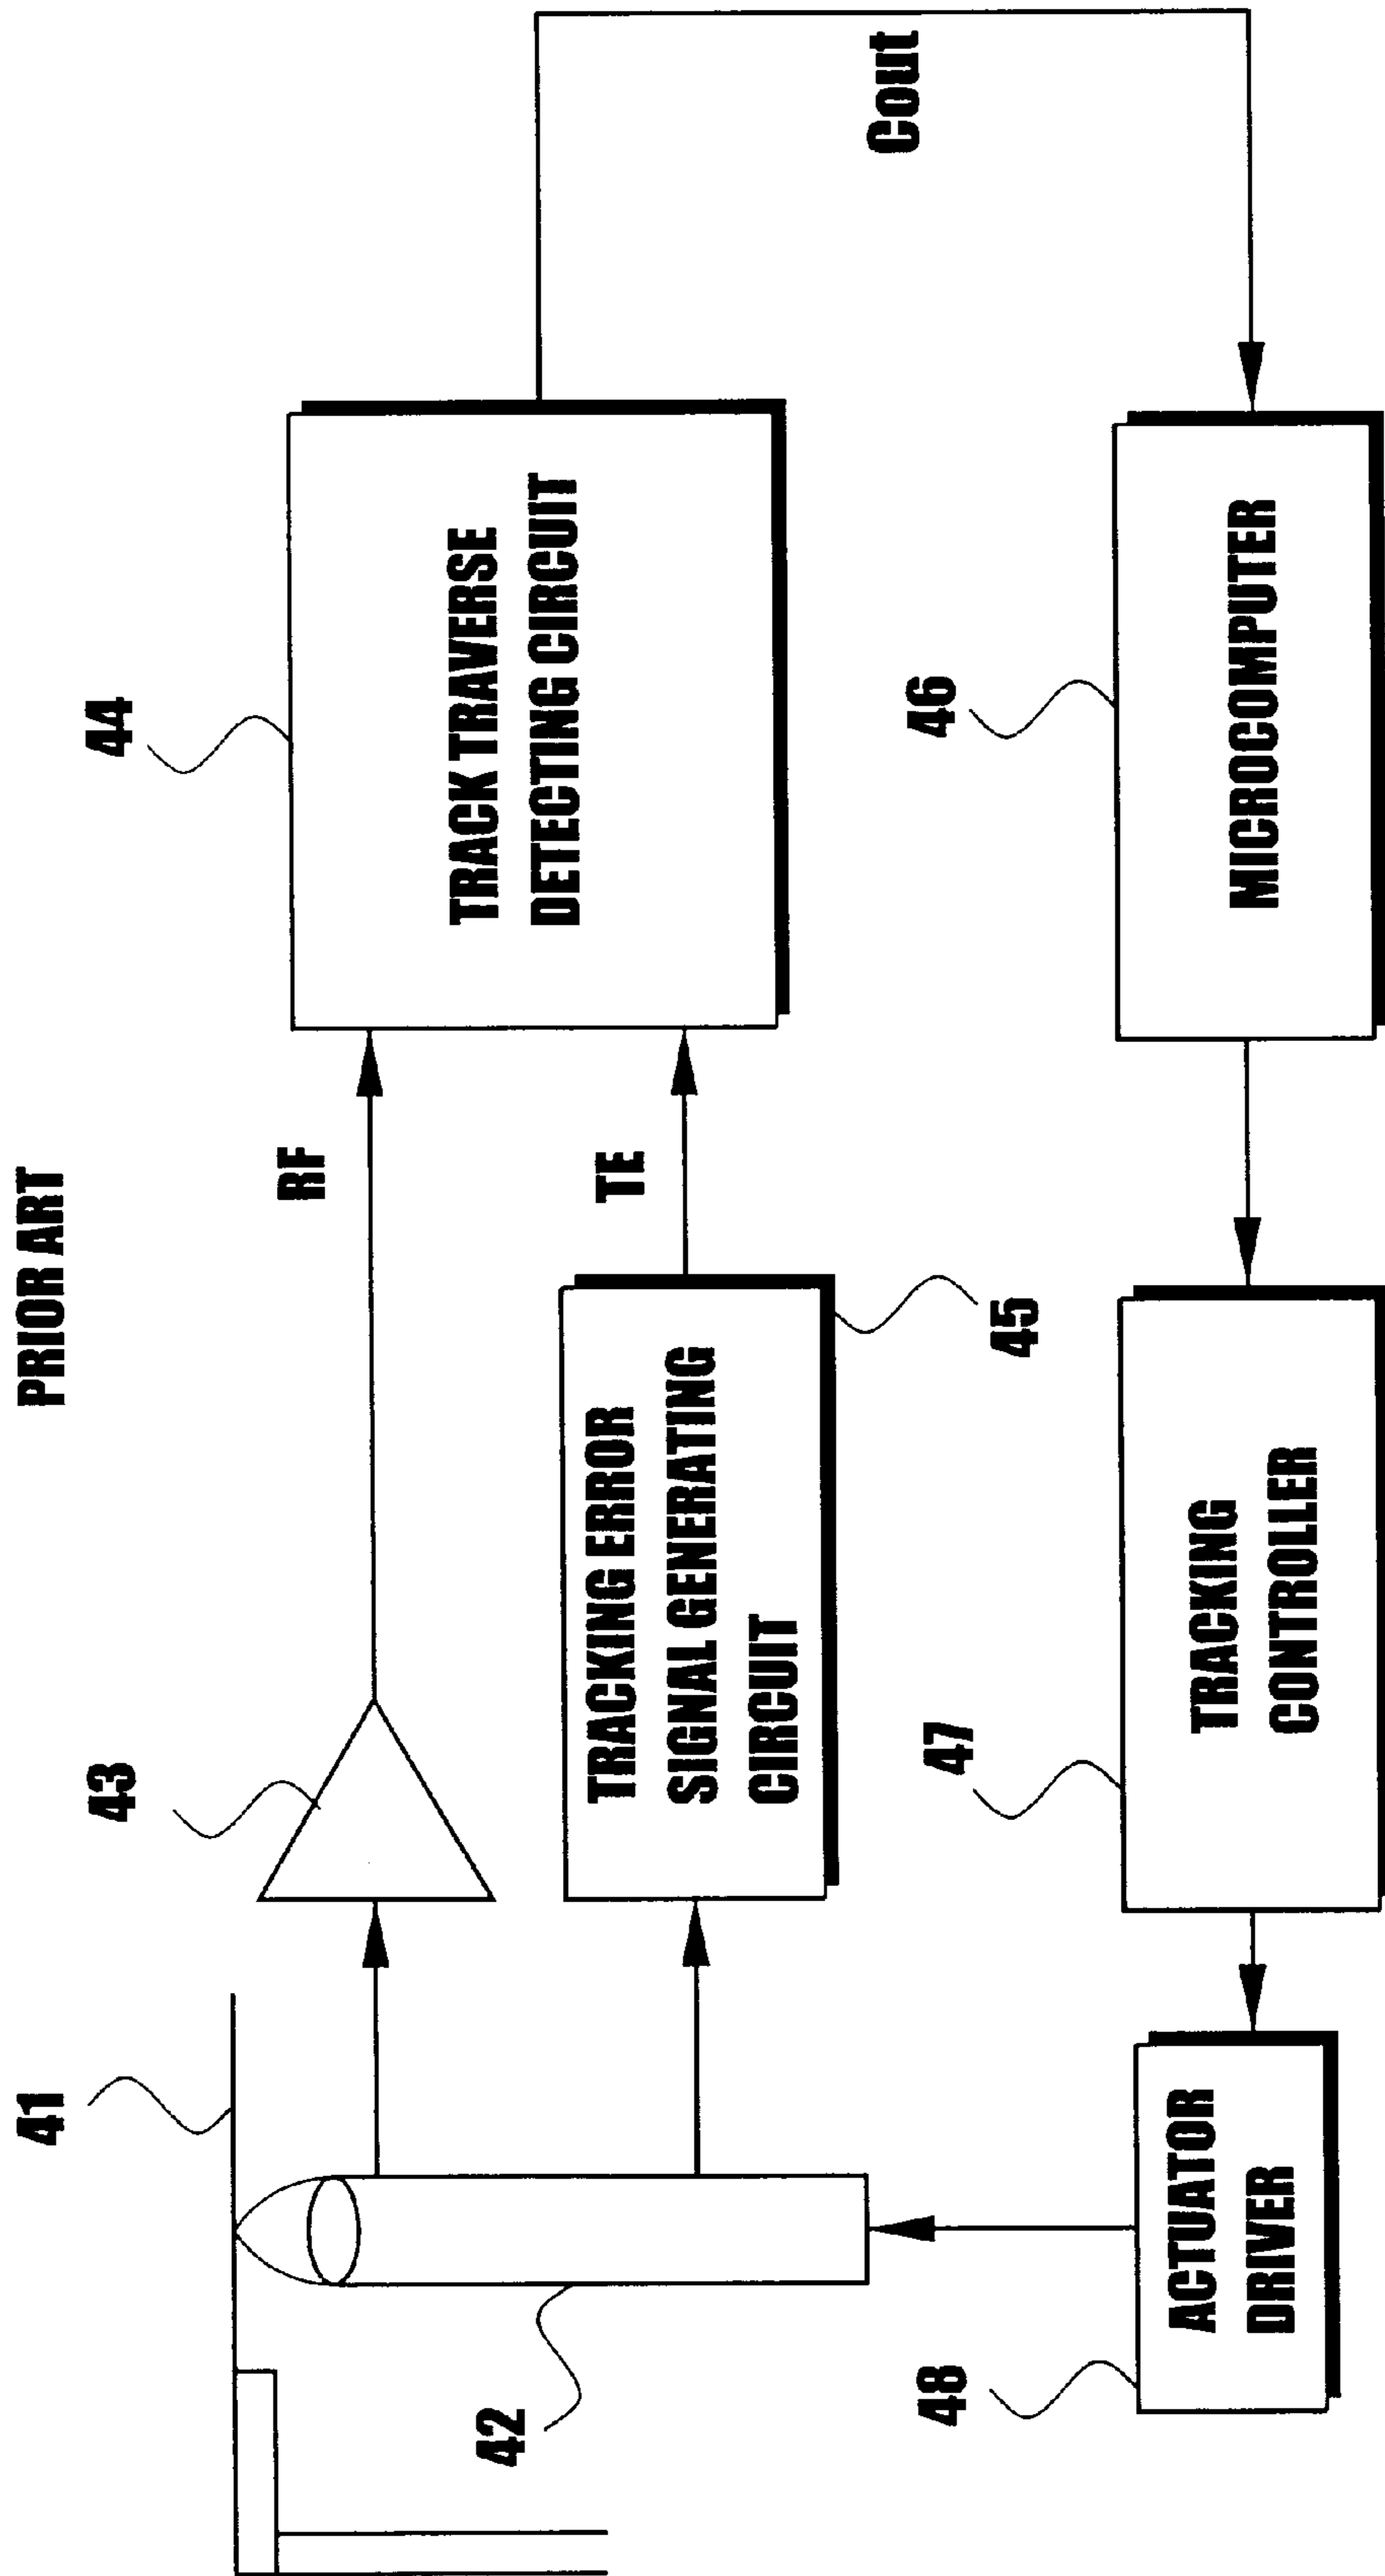 PRIOR ART
41
42
43
RF
44
TRACK TRAVERSE
DETECTING CIRCUIT
TRACKING ERROR
SIGNAL GENERATING
CIRCUIT
TE
45
Cout
48
ACTUATOR
DRIVER
47
TRACKING
CONTROLLER
46
MICROCOMPUTER